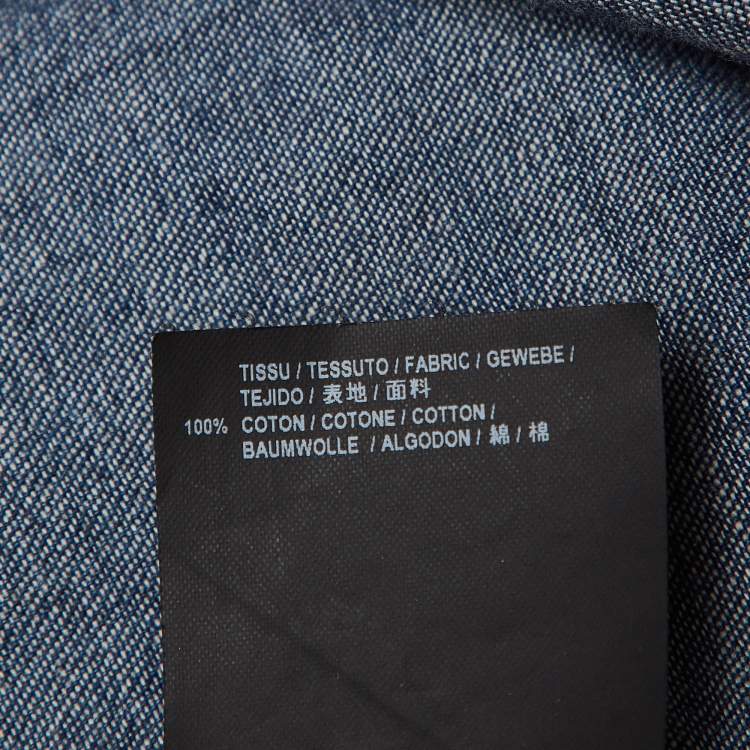 TISSU / TESSUTO / FABRIC / GEWEBE /
TEJIDO / 表地 / 面料
100% COTON / COTONE / COTTON /
BAUMWOLLE / ALGODON / 綿 / 棉